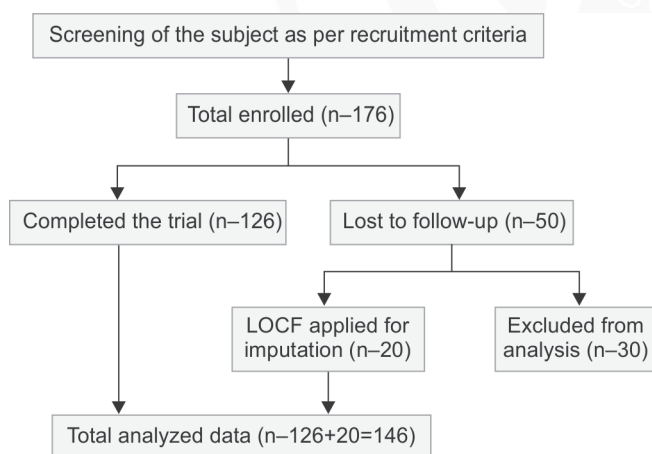 Screening of the subject as per recruitment criteria
Total enrolled (n–176)
Completed the trial (n–126)
Lost to follow-up (n–50)
LOCF applied for
imputation (n–20)
Excluded from
analysis (n–30)
Total analyzed data (n–126+20=146)